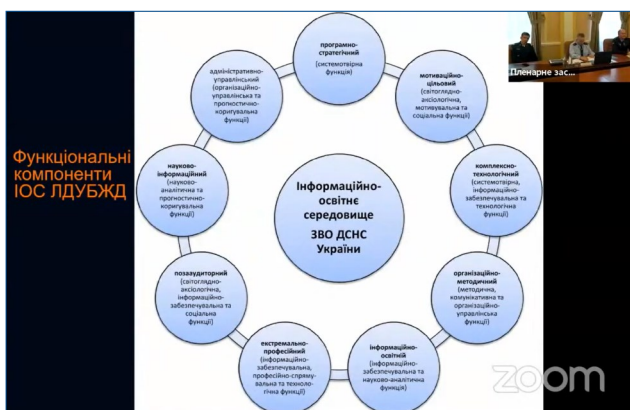 Функціональні
компоненти
ІОС ЛДУБЖД
програмно-
стратегічний
(системотвірна
функція)
мотиваційно-
цільовий
(світоглядно-
аксіологічна,
мотивувальна та
соціальна функції)
комплексно-
технологічний
(системотвірна,
інформаційно-
забезпечувальна та
технологічна
функції)
організаційно-
методичний
(методична,
комунікативна та
організаційно-
управлінська
функції)
інформаційно-
освітній
(інформаційно-
забезпечувальна та
науково-аналітична
функція)
екстремально-
професійний
(інформаційно-
забезпечувальна,
професійно-спряму-
вальна та техноло-
гічна функції)
позааудиторний
(світоглядно-
аксіологічна,
інформаційно-
забезпечувальна та
соціальна
функції)
науково-
інформаційний
(науково-
аналітична та
прогностично-
коригувальна
функції)
адміністративно-
управлінський
(організаційно-
управлінська та
прогностично-
коригувальна
функції)
Інформаційно-
освітнє
середовище
ЗВО ДСНС
України
Пленарне зас...
zoom